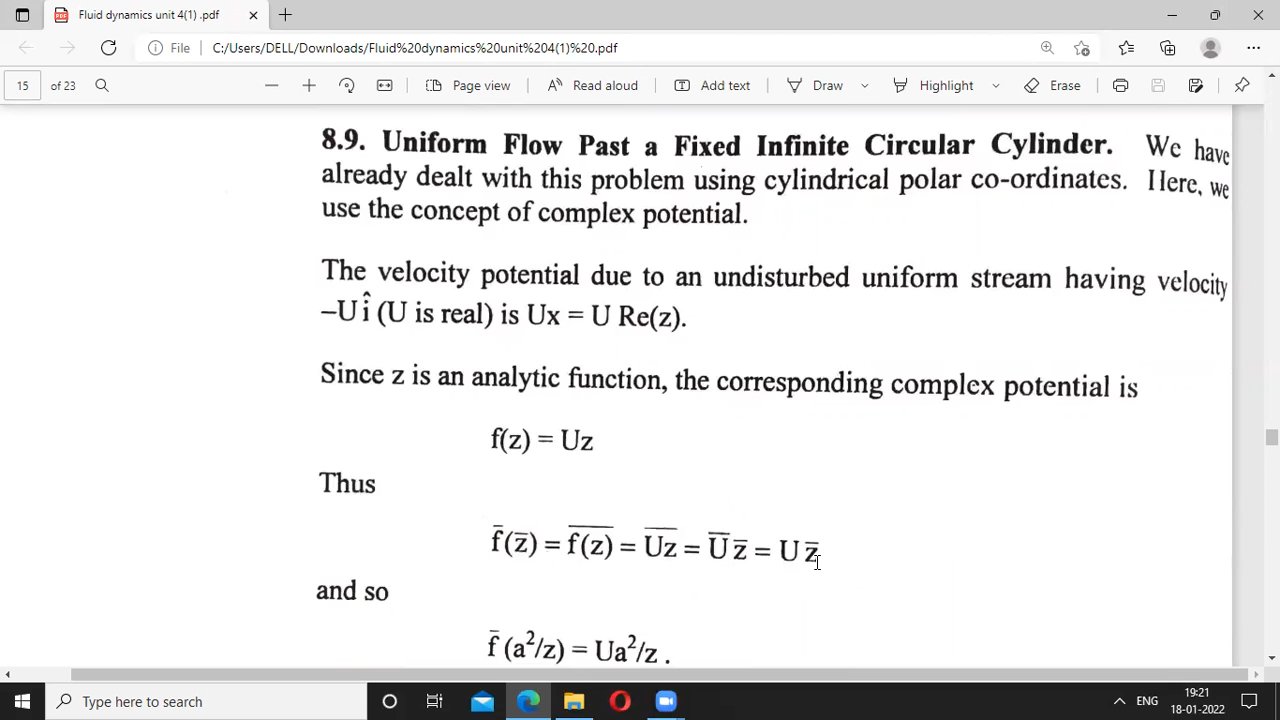 Fluid dynamics unit 4(1) .pdf
File C:/Users/DELL/Downloads/Fluid%20dynamics%20unit%204(1)%20.pdf
15 of 23 Page view Read aloud Add text Draw Highlight Erase
8.9. Uniform Flow Past a Fixed Infinite Circular Cylinder. We have
already dealt with this problem using cylindrical polar co-ordinates. Here, we
use the concept of complex potential.
The velocity potential due to an undisturbed uniform stream having velocity
–U î (U is real) is Ux = U Re(z).
Since z is an analytic function, the corresponding complex potential is
f(z) = Uz
Thus
f̄(z̄) = \overline{f(z)} = \overline{Uz} = Ū z̄ = U z̄
and so
f̄ (a²/z) = Ua²/z .
Type here to search
ENG
19:21
18-01-2022